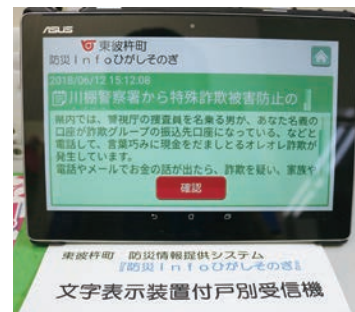 ASUS
東彼杵町
防災Infoひがしそのぎ
2018/06/12 15:12:08
川棚警察署から特殊詐欺被害防止の
県内では、警視庁の捜査員を名乗る男が、あなた名義の
口座が詐欺グループの振込先口座になっている、などと
電話して、言葉巧みに現金をだましとるオレオレ詐欺が
発生しています。
電話やメールでお金の話が出たら、詐欺を疑い、家族や
確認
東彼杵町 防災情報提供システム
『防災Infoひがしそのぎ』
文字表示装置付戸別受信機